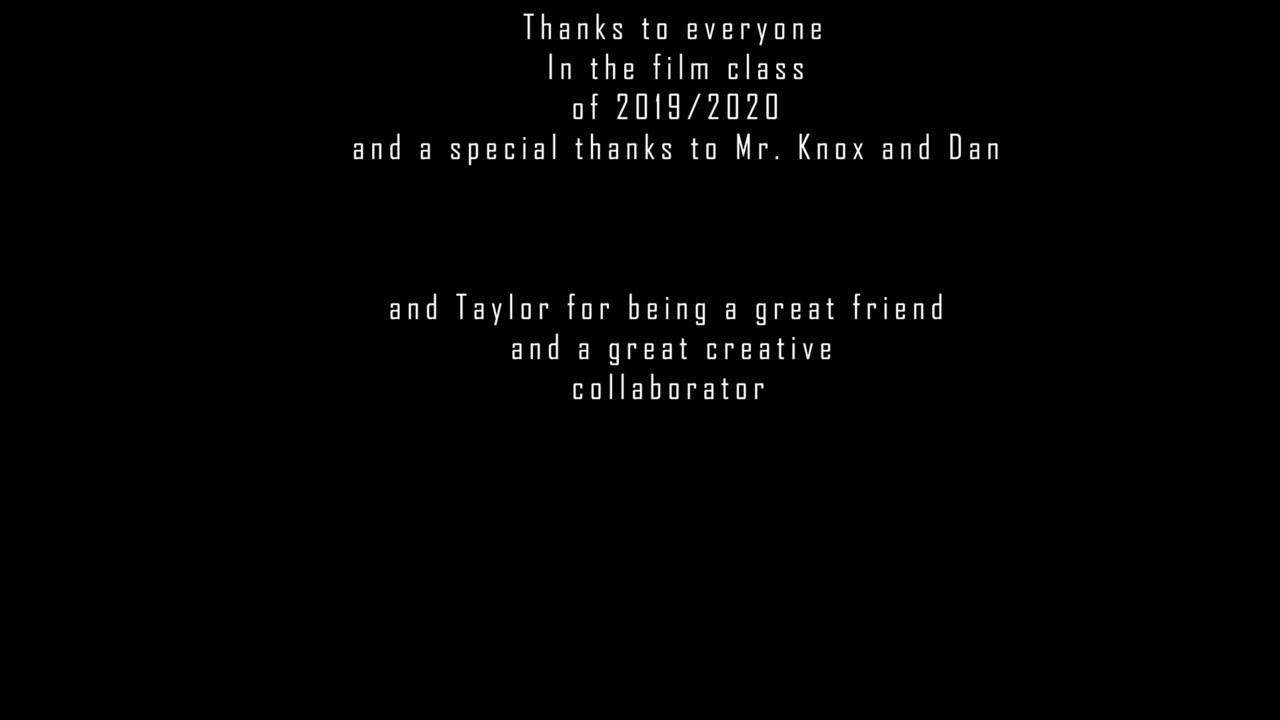 Thanks to everyone
In the film class
of 2019/2020
and a special thanks to Mr. Knox and Dan
and Taylor for being a great friend
and a great creative
collaborator